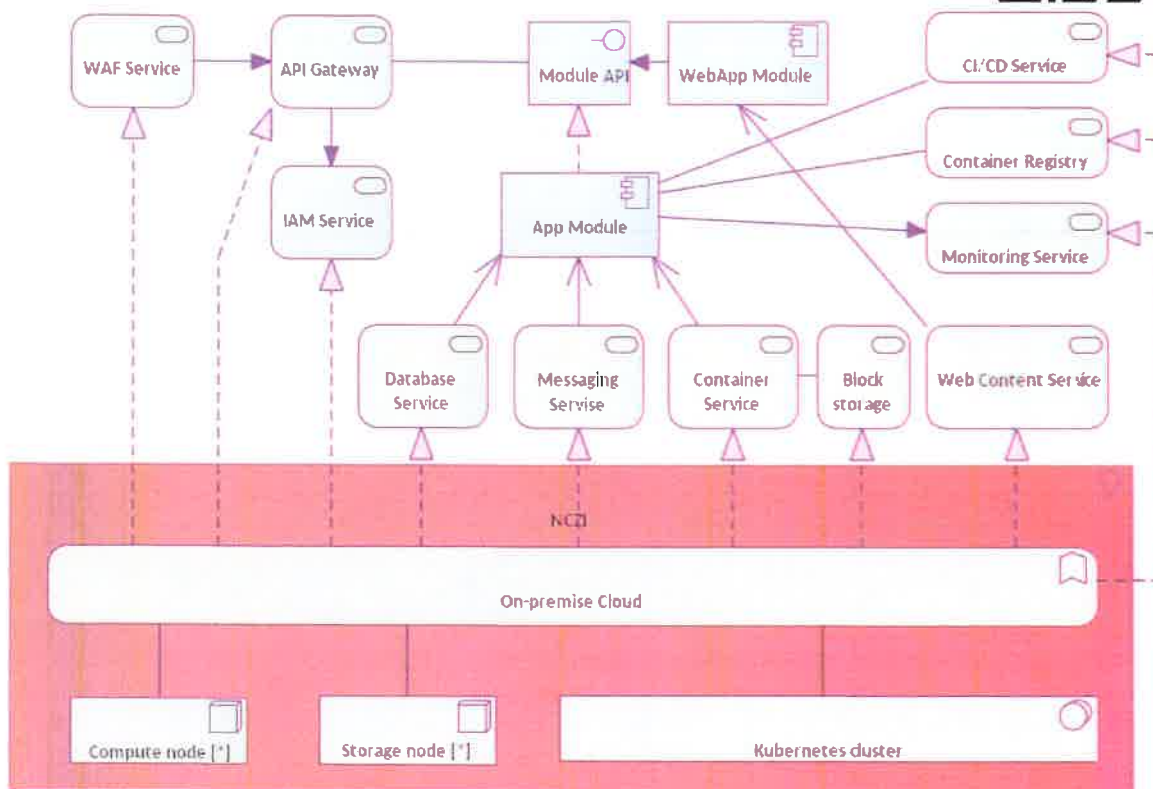 WAF Service
API Gateway
Module API
WebApp Module
CI/CD Service
Container Registry
IAM Service
App Module
Monitoring Service
Database
Service
Messaging
Servise
Container
Service
Block
storage
Web Content Service
NCZI
On-premise Cloud
Compute node [*]
Storage node [*]
Kubernetes cluster